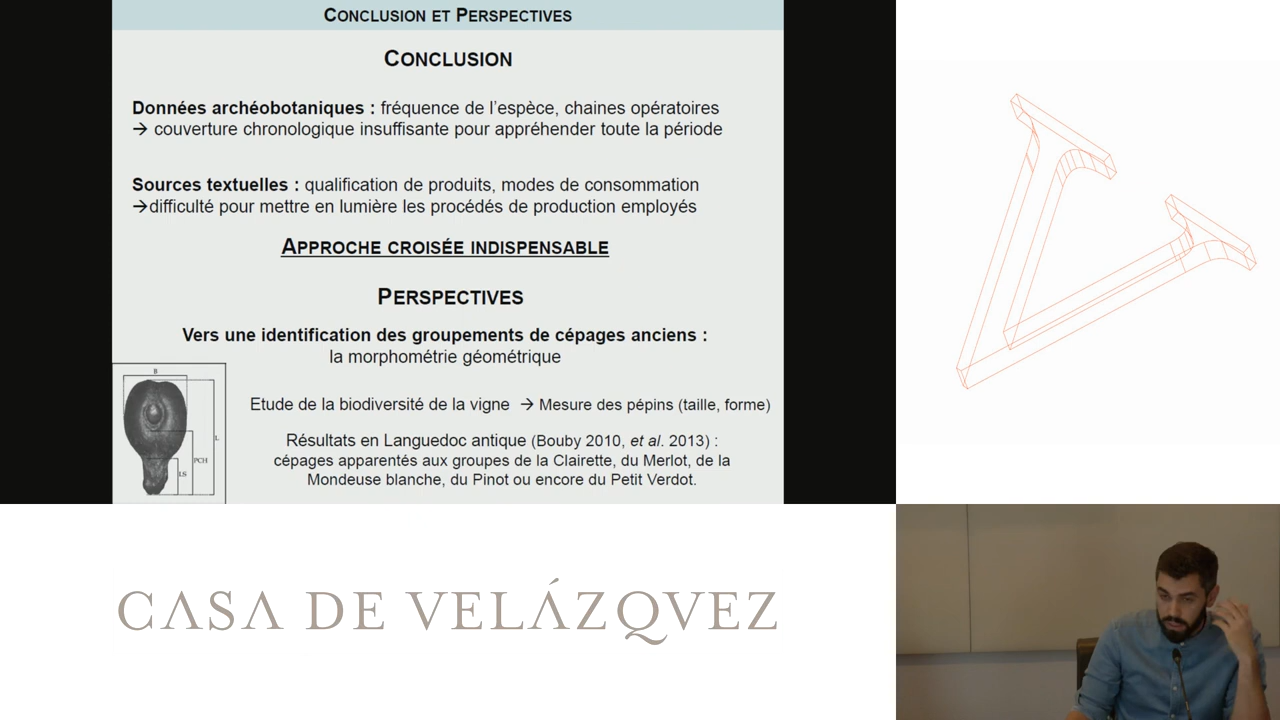 CONCLUSION ET PERSPECTIVES
CONCLUSION
Données archéobotaniques : fréquence de l'espèce, chaines opératoires
→ couverture chronologique insuffisante pour appréhender toute la période
Sources textuelles : qualification de produits, modes de consommation
→difficulté pour mettre en lumière les procédés de production employés
APPROCHE CROISÉE INDISPENSABLE
PERSPECTIVES
Vers une identification des groupements de cépages anciens :
la morphométrie géométrique
B
L
PCH
LS
Etude de la biodiversité de la vigne → Mesure des pépins (taille, forme)
Résultats en Languedoc antique (Bouby 2010, et al. 2013) :
cépages apparentés aux groupes de la Clairette, du Merlot, de la
Mondeuse blanche, du Pinot ou encore du Petit Verdot.
CASA DE VELÁZQVEZ